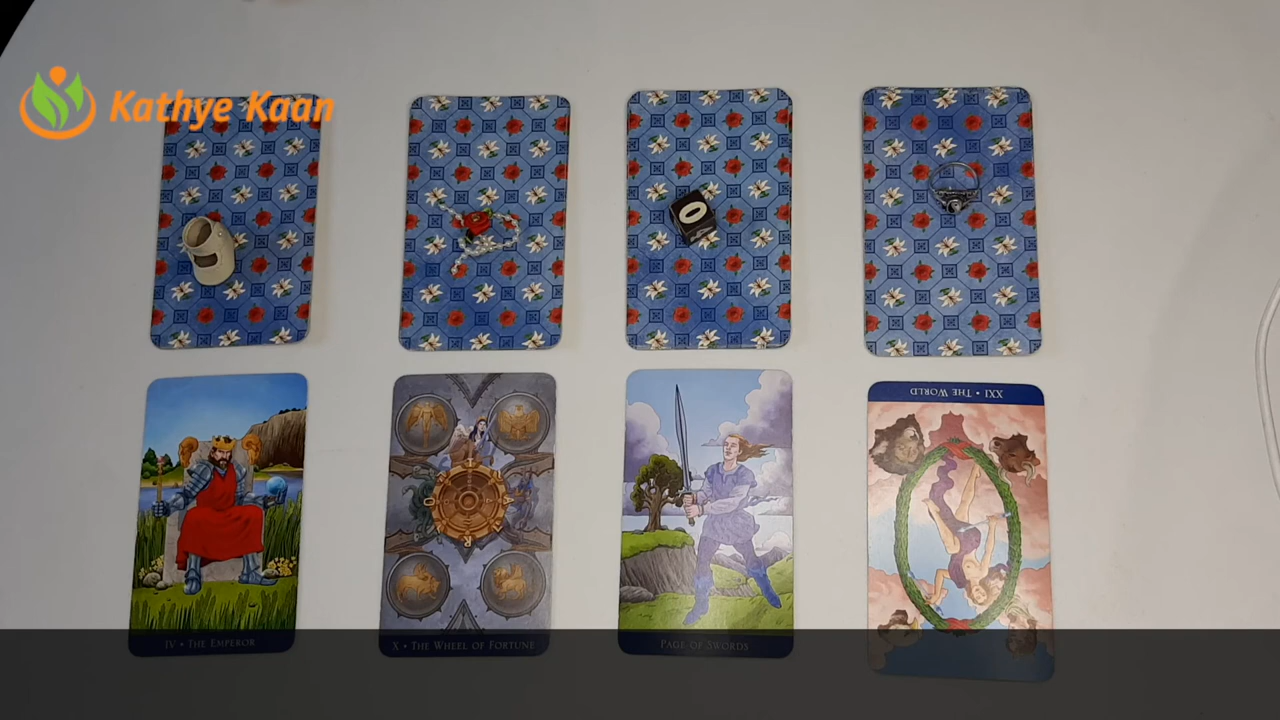 Kathye Kaan
XXI • THE WORLD
IV • THE EMPEROR
X • THE WHEEL OF FORTUNE
PAGE OF SWORDS